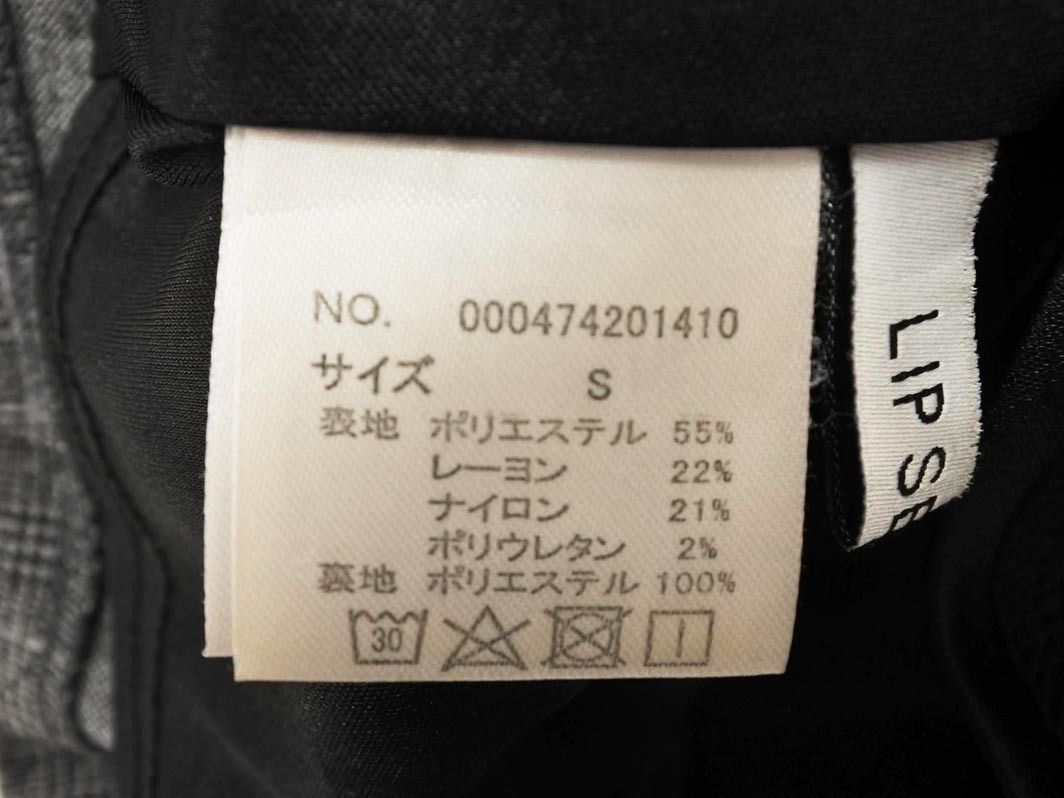 NO. 000474201410
サイズ S
表地 ポリエステル 55%
レーヨン 22%
ナイロン 21%
ポリウレタン 2%
裏地 ポリエステル 100%
30
LIP SE